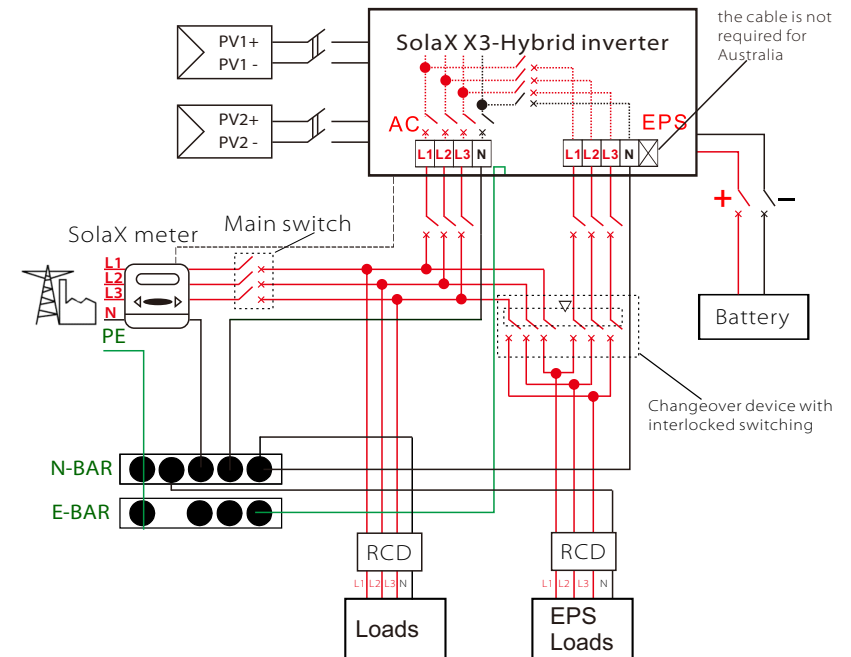 the cable is not
required for
Australia
PV1+
PV1 -
SolaX X3-Hybrid inverter
PV2+
PV2 -
AC
EPS
L1 L2 L3 N
L1 L2 L3 N
Main switch
SolaX meter
+ −
L1
L2
L3
N
PE
Battery
Changeover device with
interlocked switching
N-BAR
E-BAR
RCD
RCD
L1 L2 L3 N
L1 L2 L3 N
Loads
EPS
Loads